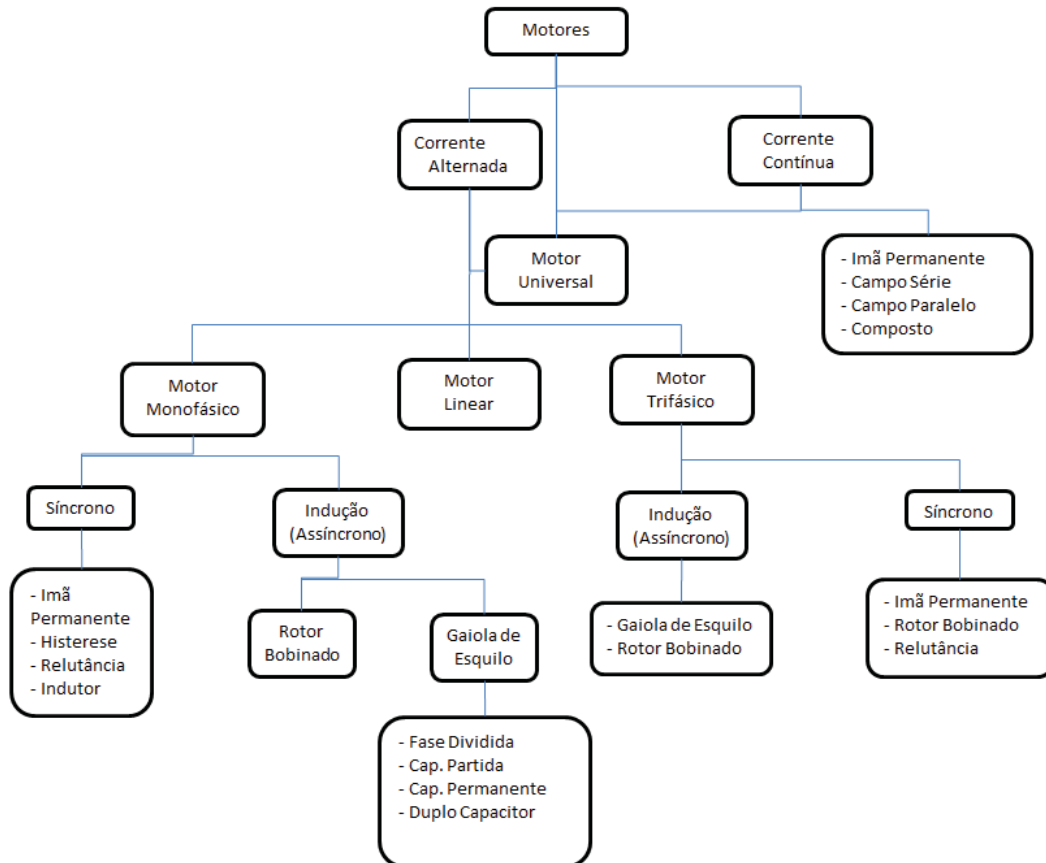 Motores
Corrente
Alternada
Corrente
Contínua
Motor
Universal
- Imã Permanente
- Campo Série
- Campo Paralelo
- Composto
Motor
Monofásico
Motor
Linear
Motor
Trifásico
Síncrono
Indução
(Assíncrono)
Indução
(Assíncrono)
Síncrono
- Imã
Permanente
- Histerese
- Relutância
- Indutor
Rotor
Bobinado
Gaiola de
Esquilo
- Gaiola de Esquilo
- Rotor Bobinado
- Imã Permanente
- Rotor Bobinado
- Relutância
- Fase Dividida
- Cap. Partida
- Cap. Permanente
- Duplo Capacitor